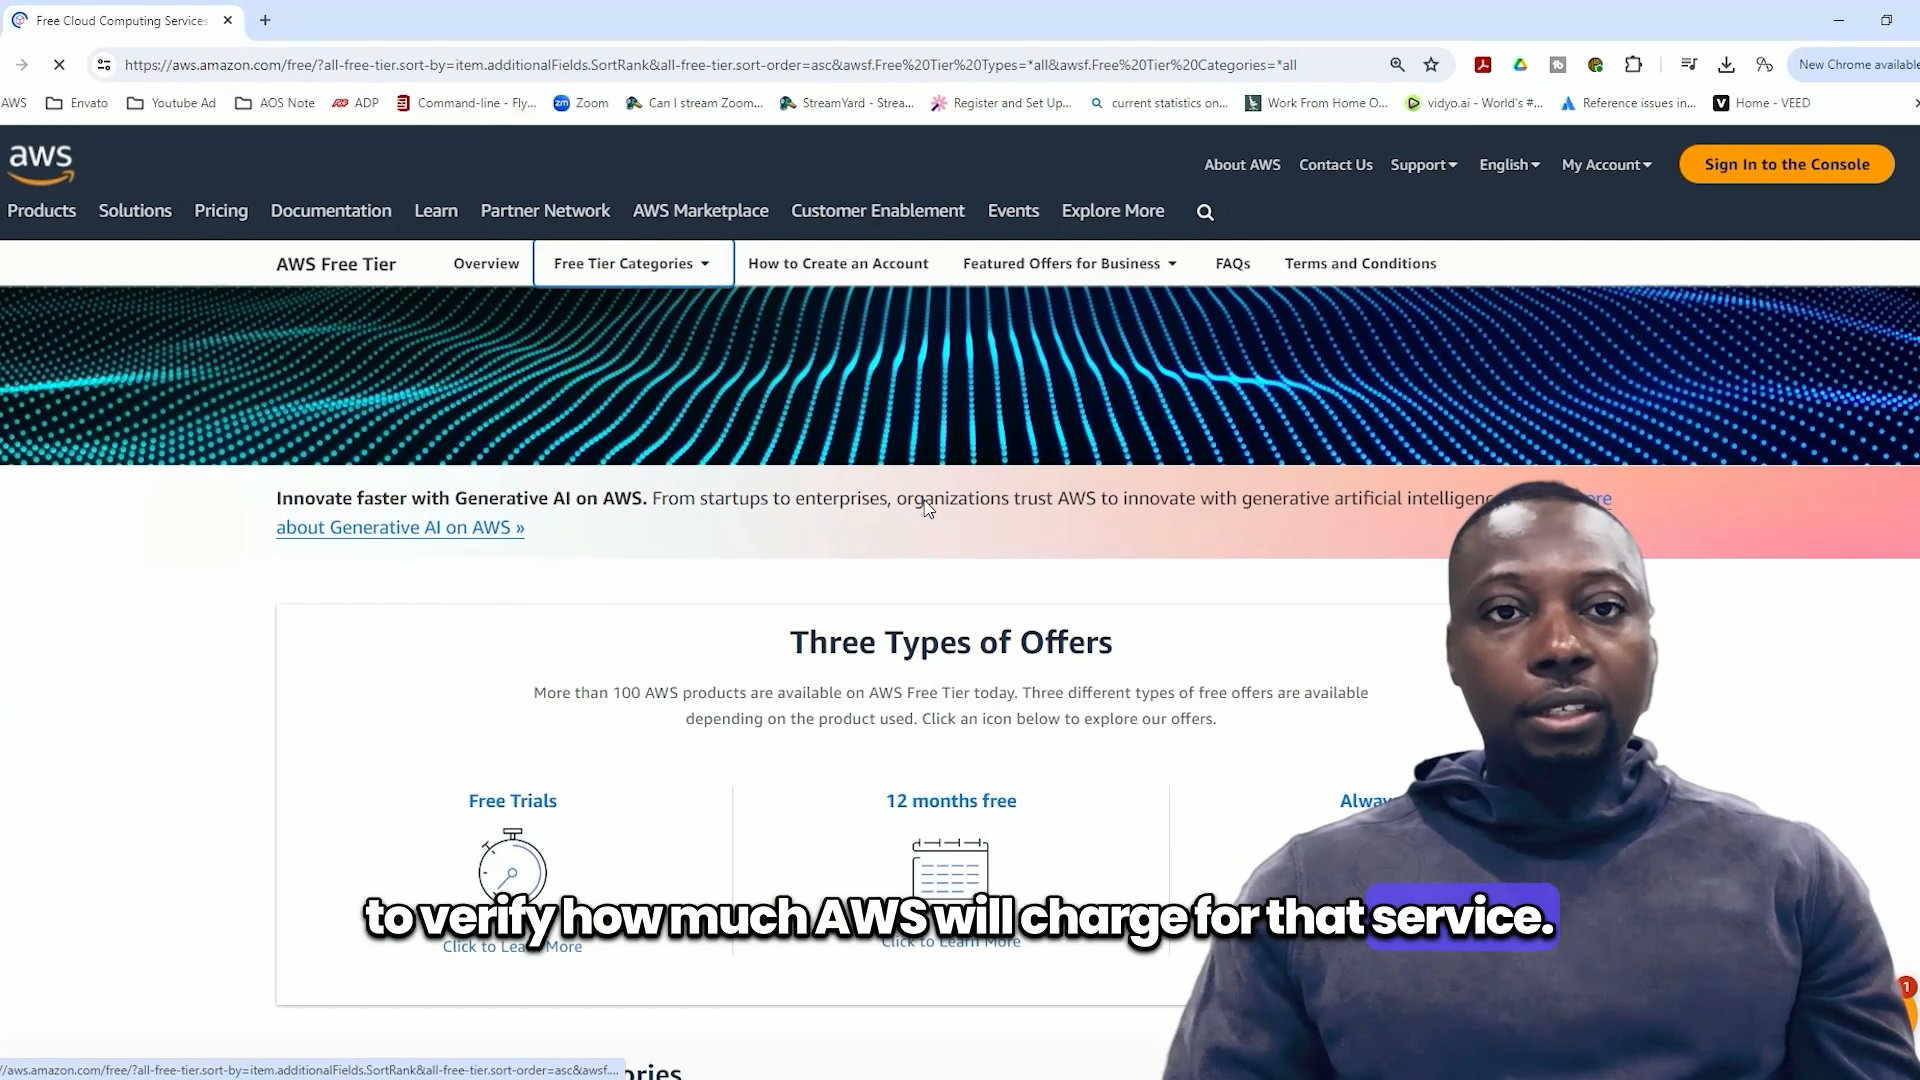 Free Cloud Computing Services
https://aws.amazon.com/free/?all-free-tier.sort-by=item.additionalFields.SortRank&all-free-tier.sort-order=asc&awsf.Free%20Tier%20Types=*all&awsf.Free%20Tier%20Categories=*all
New Chrome available
AWS Envato Youtube Ad AOS Note ADP Command-line - Fly... Zoom Can I stream Zoom... StreamYard - Strea... Register and Set Up... current statistics on... Work From Home O... vidyo.ai - World's #... Reference issues in... Home - VEED
aws
About AWS Contact Us Support English My Account Sign In to the Console
Products Solutions Pricing Documentation Learn Partner Network AWS Marketplace Customer Enablement Events Explore More
AWS Free Tier Overview Free Tier Categories How to Create an Account Featured Offers for Business FAQs Terms and Conditions
Innovate faster with Generative AI on AWS. From startups to enterprises, organizations trust AWS to innovate with generative artificial
about Generative AI on AWS »
Three Types of Offers
More than 100 AWS products are available on AWS Free Tier today. Three different types of free offers are available
depending on the product used. Click an icon below to explore our offers.
Free Trials 12 months free
to verify how much AWS will charge for that service.
Click to Learn More Click to Learn More
1
//aws.amazon.com/free/?all-free-tier.sort-by=item.additionalFields.SortRank&all-free-tier.sort-order=asc&awsf....